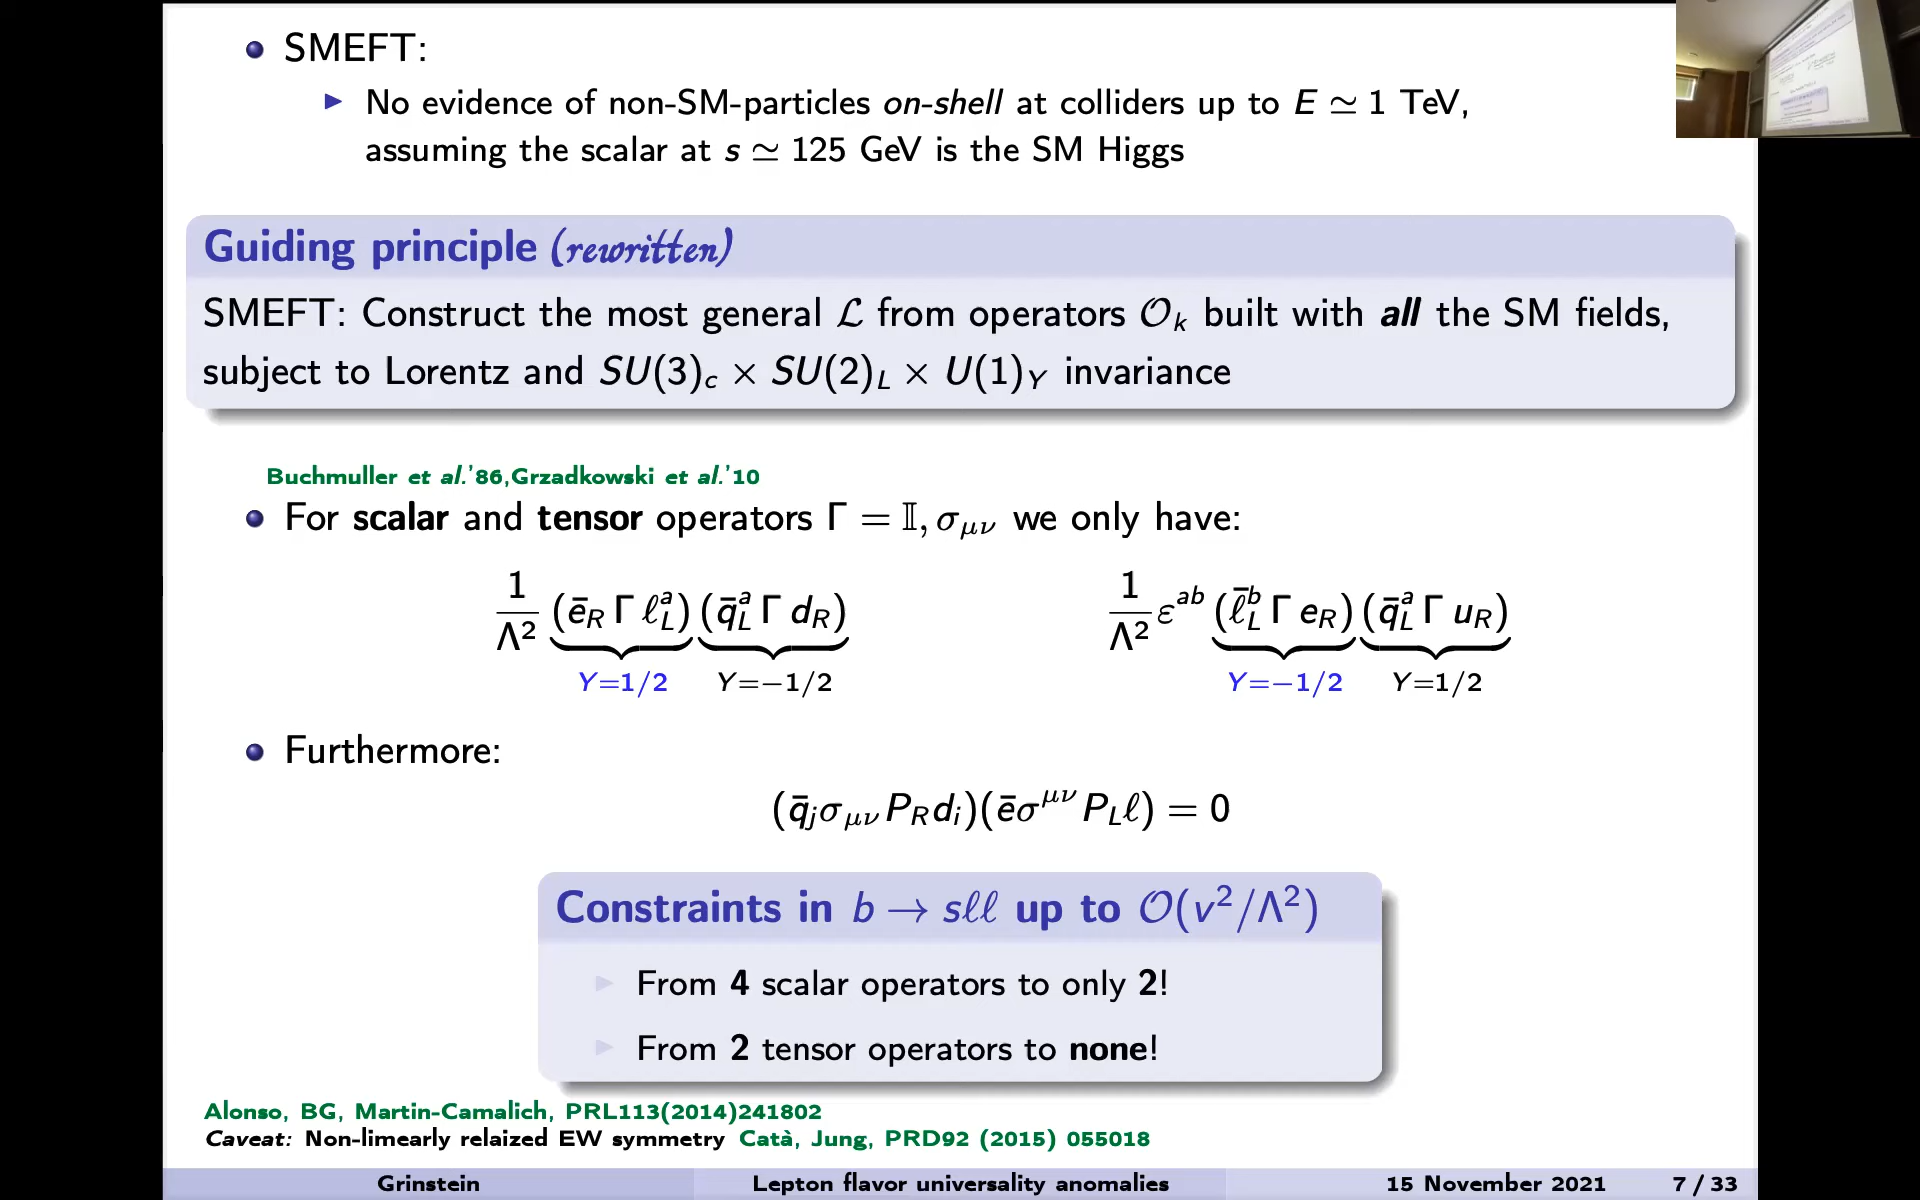 SMEFT:
No evidence of non-SM-particles on-shell at colliders up to E ≃ 1 TeV,
assuming the scalar at s ≃ 125 GeV is the SM Higgs
Guiding principle (rewritten)
SMEFT: Construct the most general ℒ from operators 𝒪ₖ built with all the SM fields,
subject to Lorentz and SU(3)_c × SU(2)_L × U(1)_Y invariance
Buchmuller et al.'86,Grzadkowski et al.'10
For scalar and tensor operators Γ = 𝕀, σ_μν we only have:
1/Λ² (ē_R Γ ℓ_L^a) (q̄_L^a Γ d_R) 1/Λ² ε^ab (ℓ̄_L^b Γ e_R) (q̄_L^a Γ u_R)
Y=1/2 Y=−1/2 Y=−1/2 Y=1/2
Furthermore:
(q̄_j σ_μν P_R d_i)(ē σ^μν P_L ℓ) = 0
Constraints in b → sℓℓ up to 𝒪(v²/Λ²)
From 4 scalar operators to only 2!
From 2 tensor operators to none!
Alonso, BG, Martin-Camalich, PRL113(2014)241802
Caveat: Non-limearly relaized EW symmetry Catà, Jung, PRD92 (2015) 055018
Grinstein Lepton flavor universality anomalies 15 November 2021 7 / 33